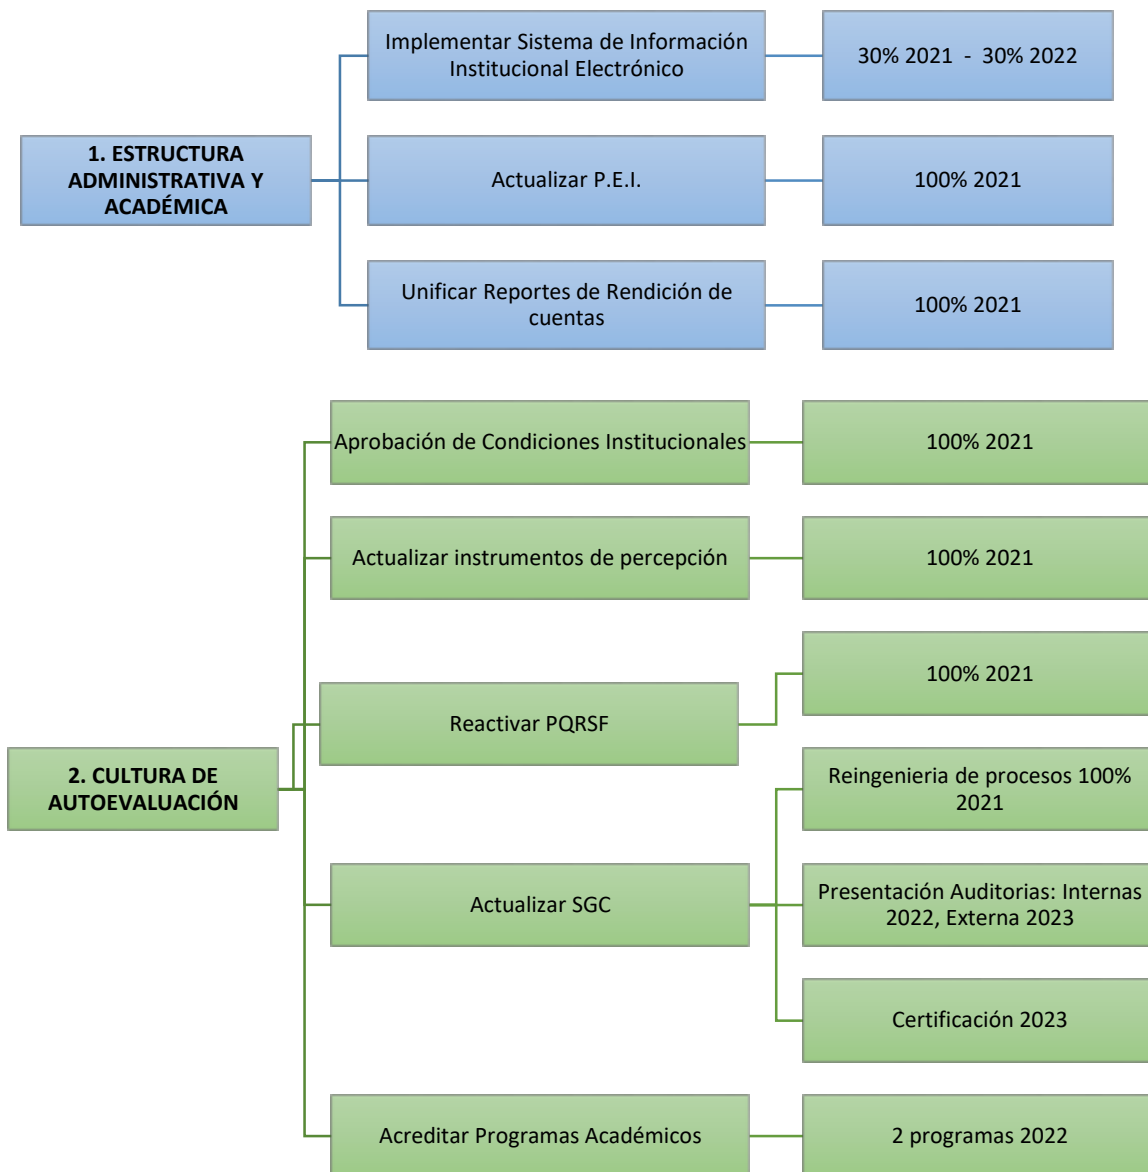 1. ESTRUCTURA
ADMINISTRATIVA Y
ACADÉMICA
Implementar Sistema de Información
Institucional Electrónico
30% 2021 - 30% 2022
Actualizar P.E.I.
100% 2021
Unificar Reportes de Rendición de
cuentas
100% 2021
2. CULTURA DE
AUTOEVALUACIÓN
Aprobación de Condiciones Institucionales
100% 2021
Actualizar instrumentos de percepción
100% 2021
Reactivar PQRSF
100% 2021
Actualizar SGC
Reingenieria de procesos 100%
2021
Presentación Auditorias: Internas
2022, Externa 2023
Certificación 2023
Acreditar Programas Académicos
2 programas 2022